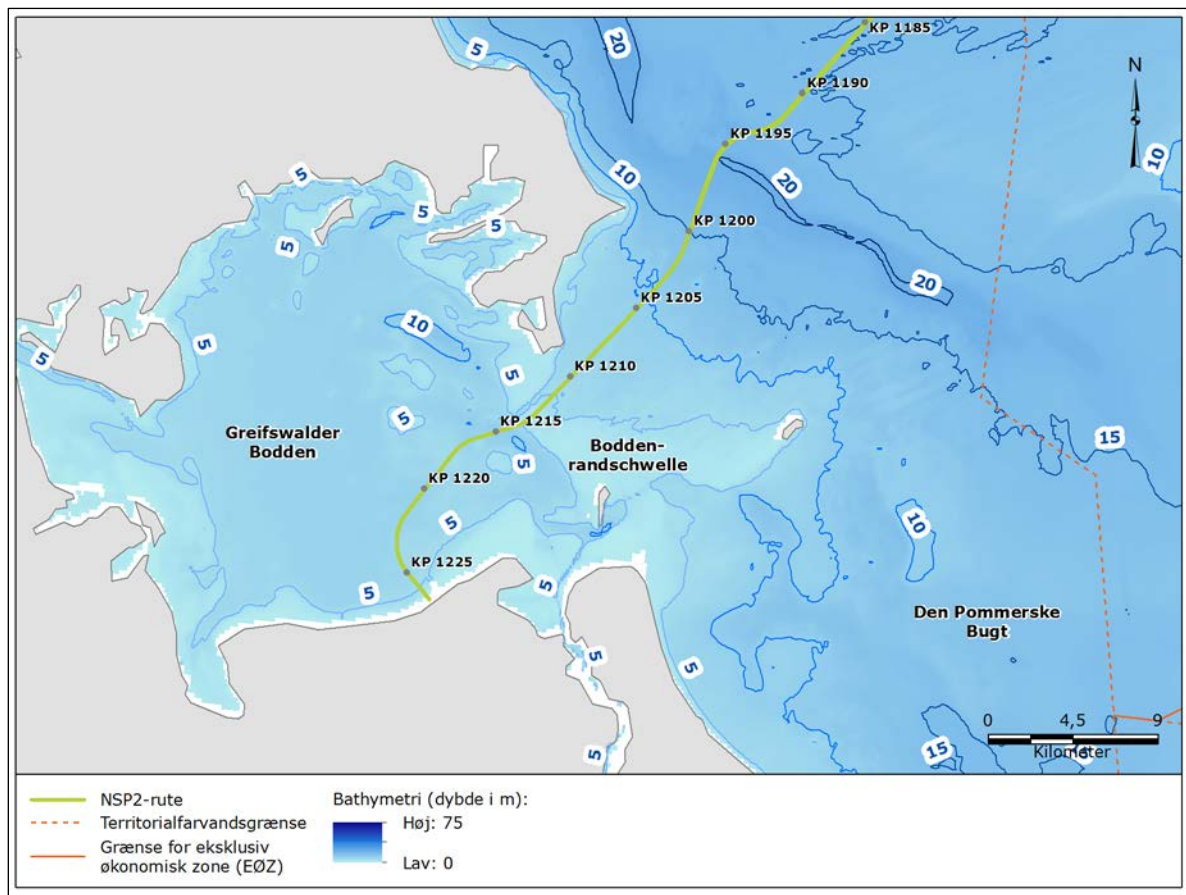 5
20
KP 1185
N
KP 1190
KP 1195
10
10
20
5
5
5
5
5
KP 1200
20
KP 1205
10
5
5
5
KP 1210
5
KP 1215
Greifswalder
Bodden
Bodden-
randschwelle
15
5
KP 1220
5
10
KP 1225
5
5
Den Pommerske
Bugt
5
5
5
15
0
4,5
9
Kilometer
NSP2-rute
Territorialfarvandsgrænse
Grænse for eksklusiv
økonomisk zone (EØZ)
Bathymetri (dybde i m):
Høj: 75
Lav: 0